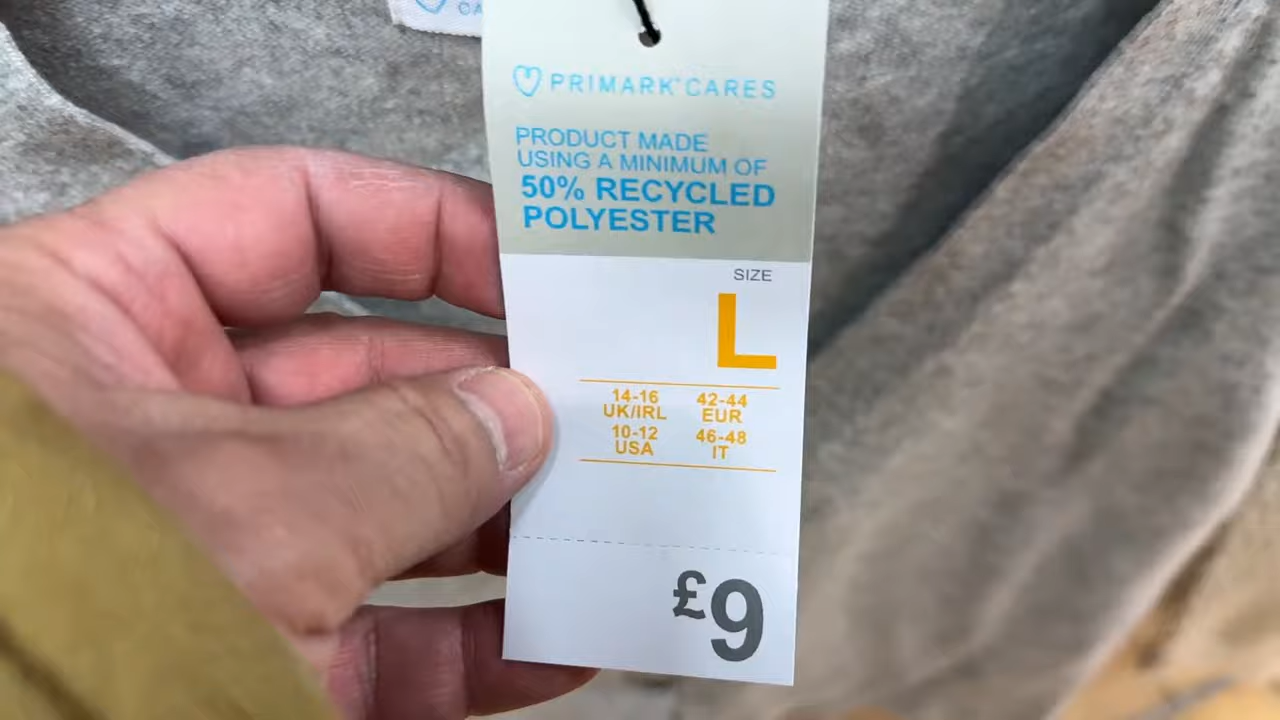 PRIMARK® CARES
PRODUCT MADE
USING A MINIMUM OF
50% RECYCLED
POLYESTER
SIZE
L
14-16 42-44
UK/IRL EUR
10-12 46-48
USA IT
£9